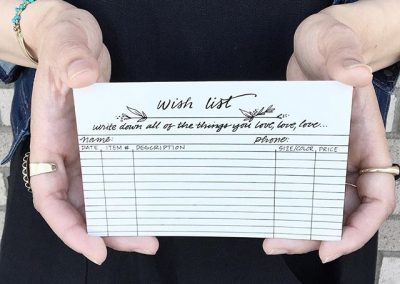 wish list
like
write down all of the things you love, love, love...
name: phone:
DATE ITEM # DESCRIPTION SIZE/COLOR PRICE